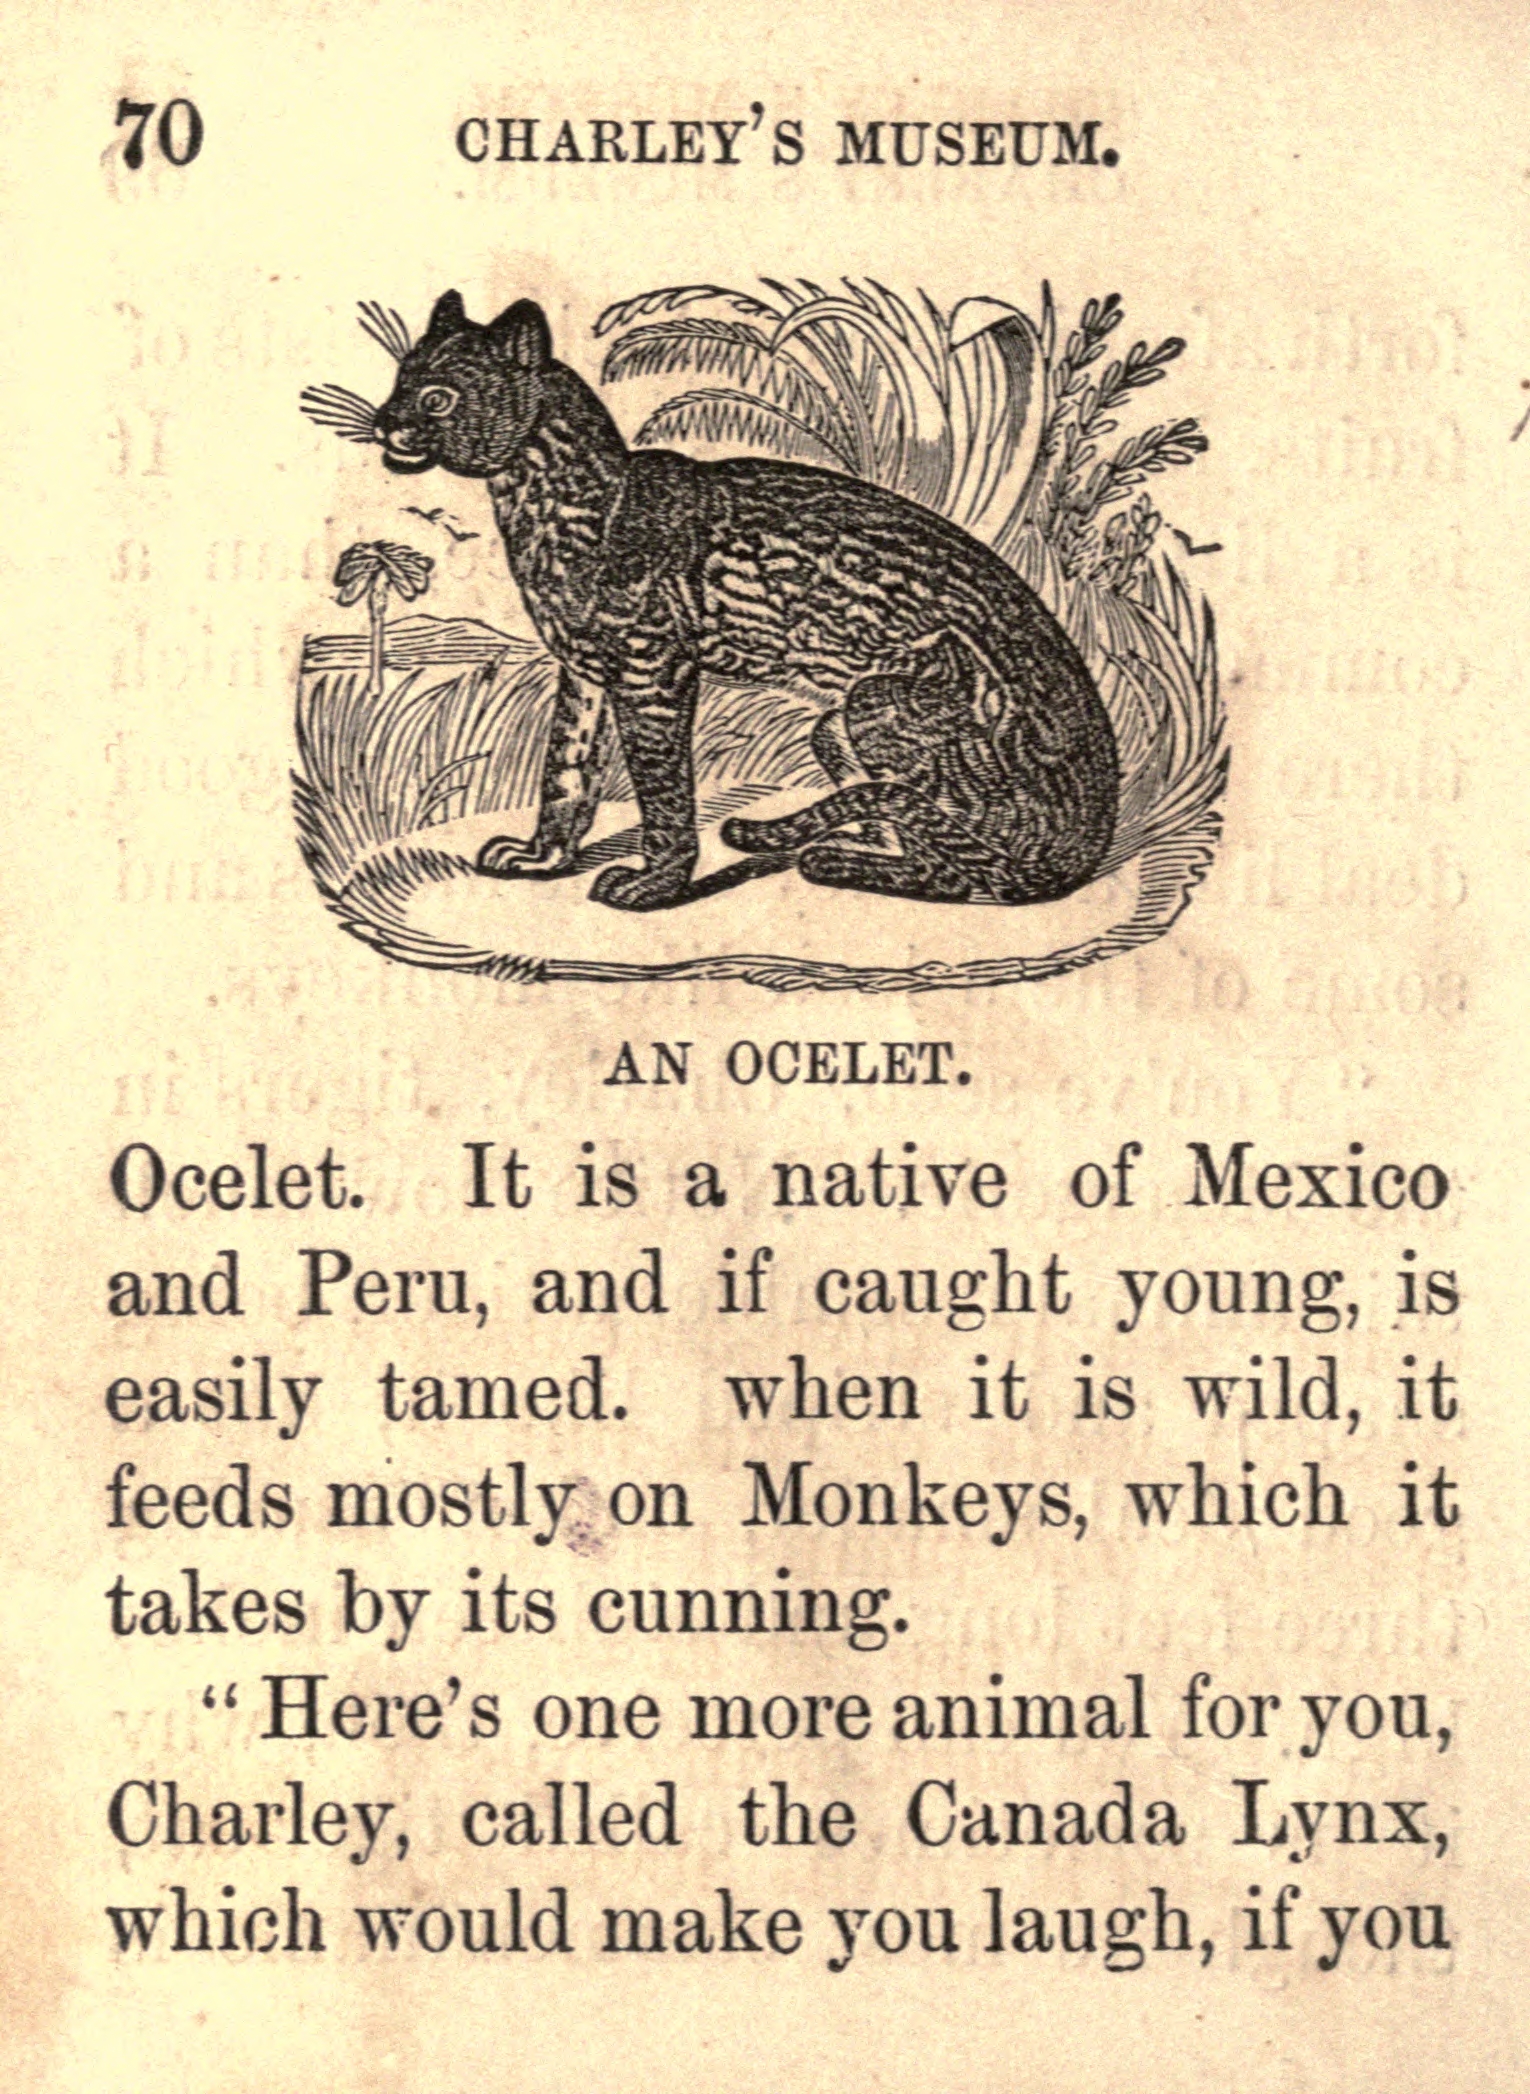 70 CHARLEY'S MUSEUM.
AN OCELET.
Ocelet. It is a native of Mexico
and Peru, and if caught young, is
easily tamed. when it is wild, it
feeds mostly on Monkeys, which it
takes by its cunning.
"Here's one more animal for you,
Charley, called the Canada Lynx,
which would make you laugh, if you